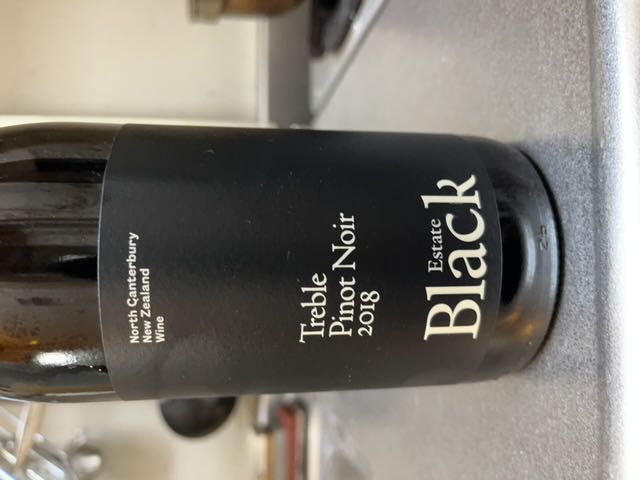 North Canterbury
New Zealand
Wine
Treble
Pinot Noir
2018
Estate
Black